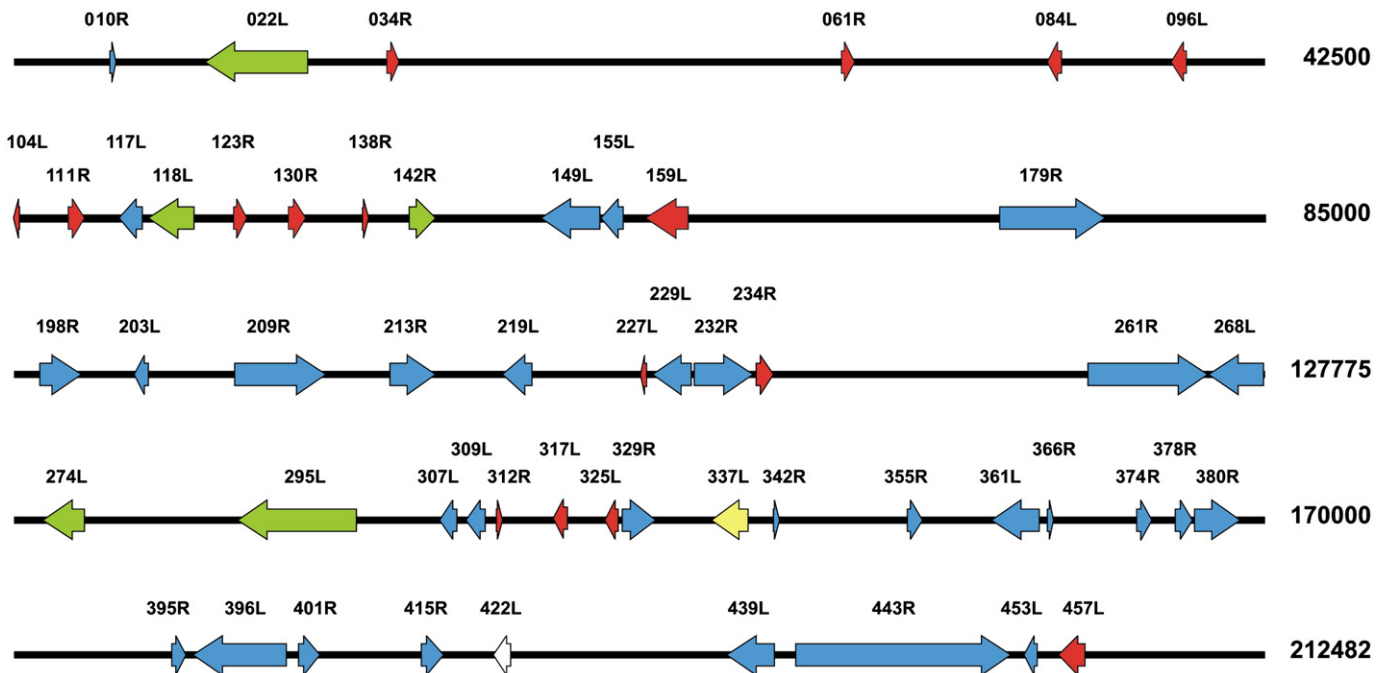 010R 022L 034R 061R 084L 096L
42500
104L 117L 123R 138R 155L
111R 118L 130R 142R 149L 159L 179R
85000
229L 234R
198R 203L 209R 213R 219L 227L 232R 261R 268L
127775
309L 317L 329R 366R 378R
274L 295L 307L 312R 325L 337L 342R 355R 361L 374R 380R
170000
395R 396L 401R 415R 422L 439L 443R 453L 457L
212482